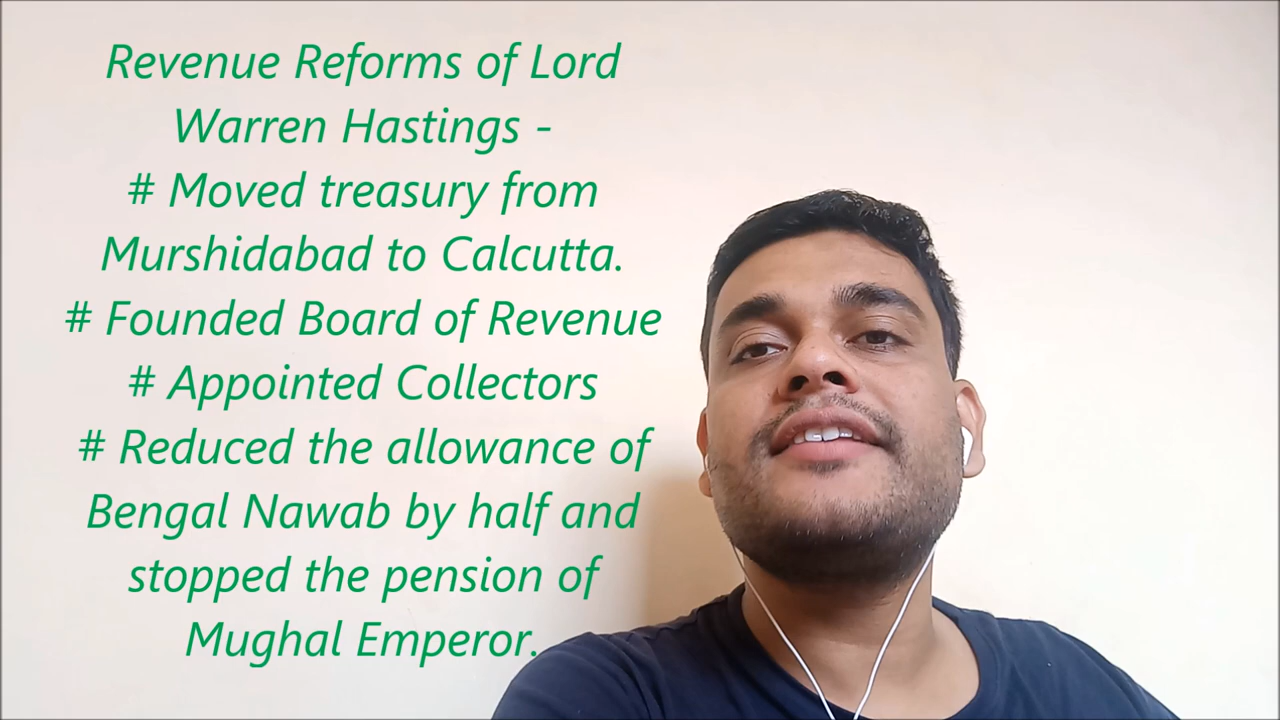 Revenue Reforms of Lord
Warren Hastings -
# Moved treasury from
Murshidabad to Calcutta.
# Founded Board of Revenue
# Appointed Collectors
# Reduced the allowance of
Bengal Nawab by half and
stopped the pension of
Mughal Emperor.